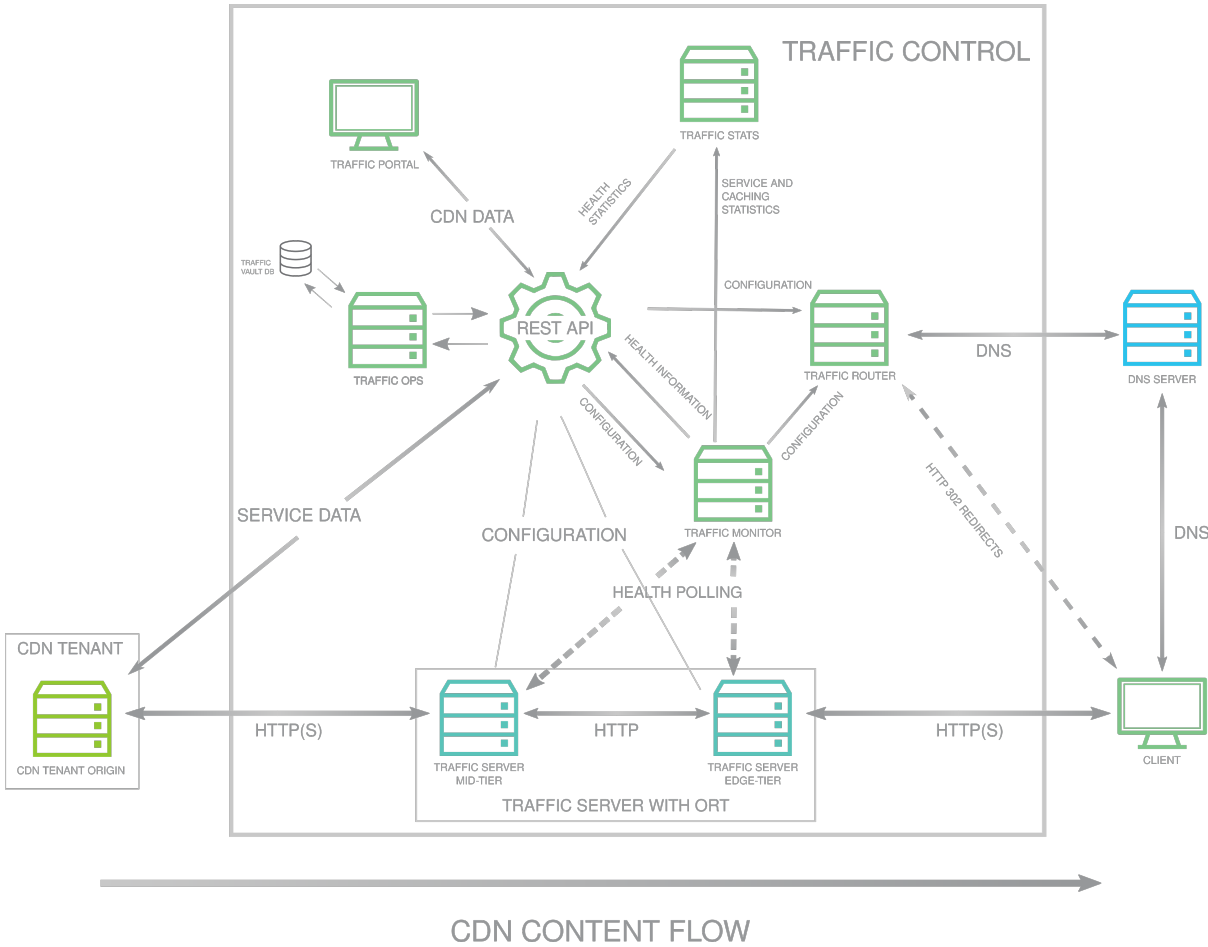 TRAFFIC CONTROL
TRAFFIC STATS
TRAFFIC PORTAL
HEALTH
STATISTICS
SERVICE AND
CACHING
STATISTICS
CDN DATA
TRAFFIC
VAULT DB
CONFIGURATION
REST API
TRAFFIC OPS
HEALTH INFORMATION
TRAFFIC ROUTER
DNS
DNS SERVER
CONFIGURATION
CONFIGURATION
SERVICE DATA
CONFIGURATION
TRAFFIC MONITOR
HTTP 302 REDIRECTS
DNS
HEALTH POLLING
CDN TENANT
HTTP(S)
HTTP
HTTP(S)
CDN TENANT ORIGIN
TRAFFIC SERVER
MID-TIER
TRAFFIC SERVER
EDGE-TIER
CLIENT
TRAFFIC SERVER WITH ORT
CDN CONTENT FLOW